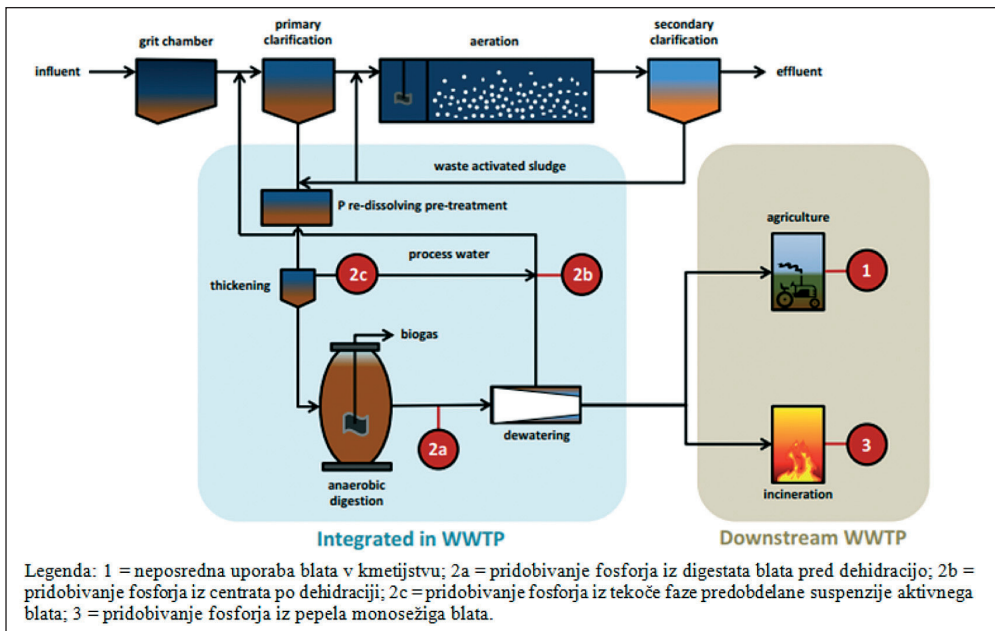 primary
clarification
secondary
clarification
grit chamber
aeration
influent
effluent
waste activated sludge
P re-dissolving pre-treatment
agriculture
process water
2c
2b
1
thickening
biogas
2a
dewatering
3
anaerobic
digestion
incineration
Integrated in WWTP
Downstream WWTP
Legenda: 1 = neposredna uporaba blata v kmetijstvu; 2a = pridobivanje fosforja iz digestata blata pred dehidracijo; 2b =
pridobivanje fosforja iz centrata po dehidraciji; 2c = pridobivanje fosforja iz tekoče faze predobdelane suspenzije aktivnega
blata; 3 = pridobivanje fosforja iz pepela monosežiga blata.